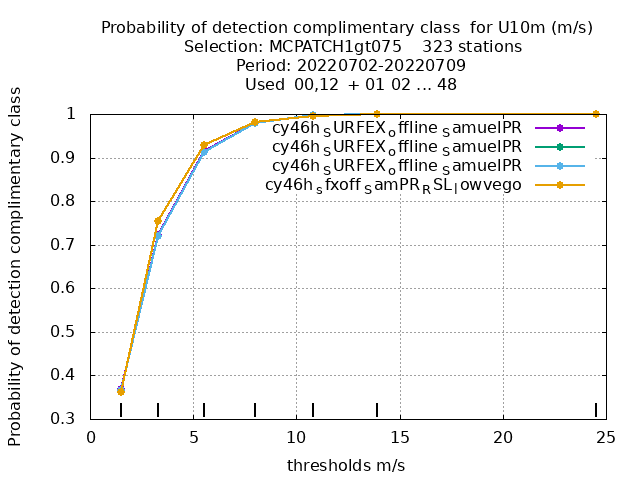 Probability of detection complimentary class  for U10m (m/s)
Selection: MCPATCH1gt075    323 stations
Period: 20220702-20220709
Used  00,12  + 01 02 ... 48
Probability of detection complimentary class
1
0.9
0.8
0.7
0.6
0.5
0.4
0.3
cy46h_SURFEX_offline_SamuelPR
cy46h_SURFEX_offline_SamuelPR
cy46h_SURFEX_offline_SamuelPR
cy46h_sfxoff_SamPR_RSL_lowvego
0 5 10 15 20 25
thresholds m/s